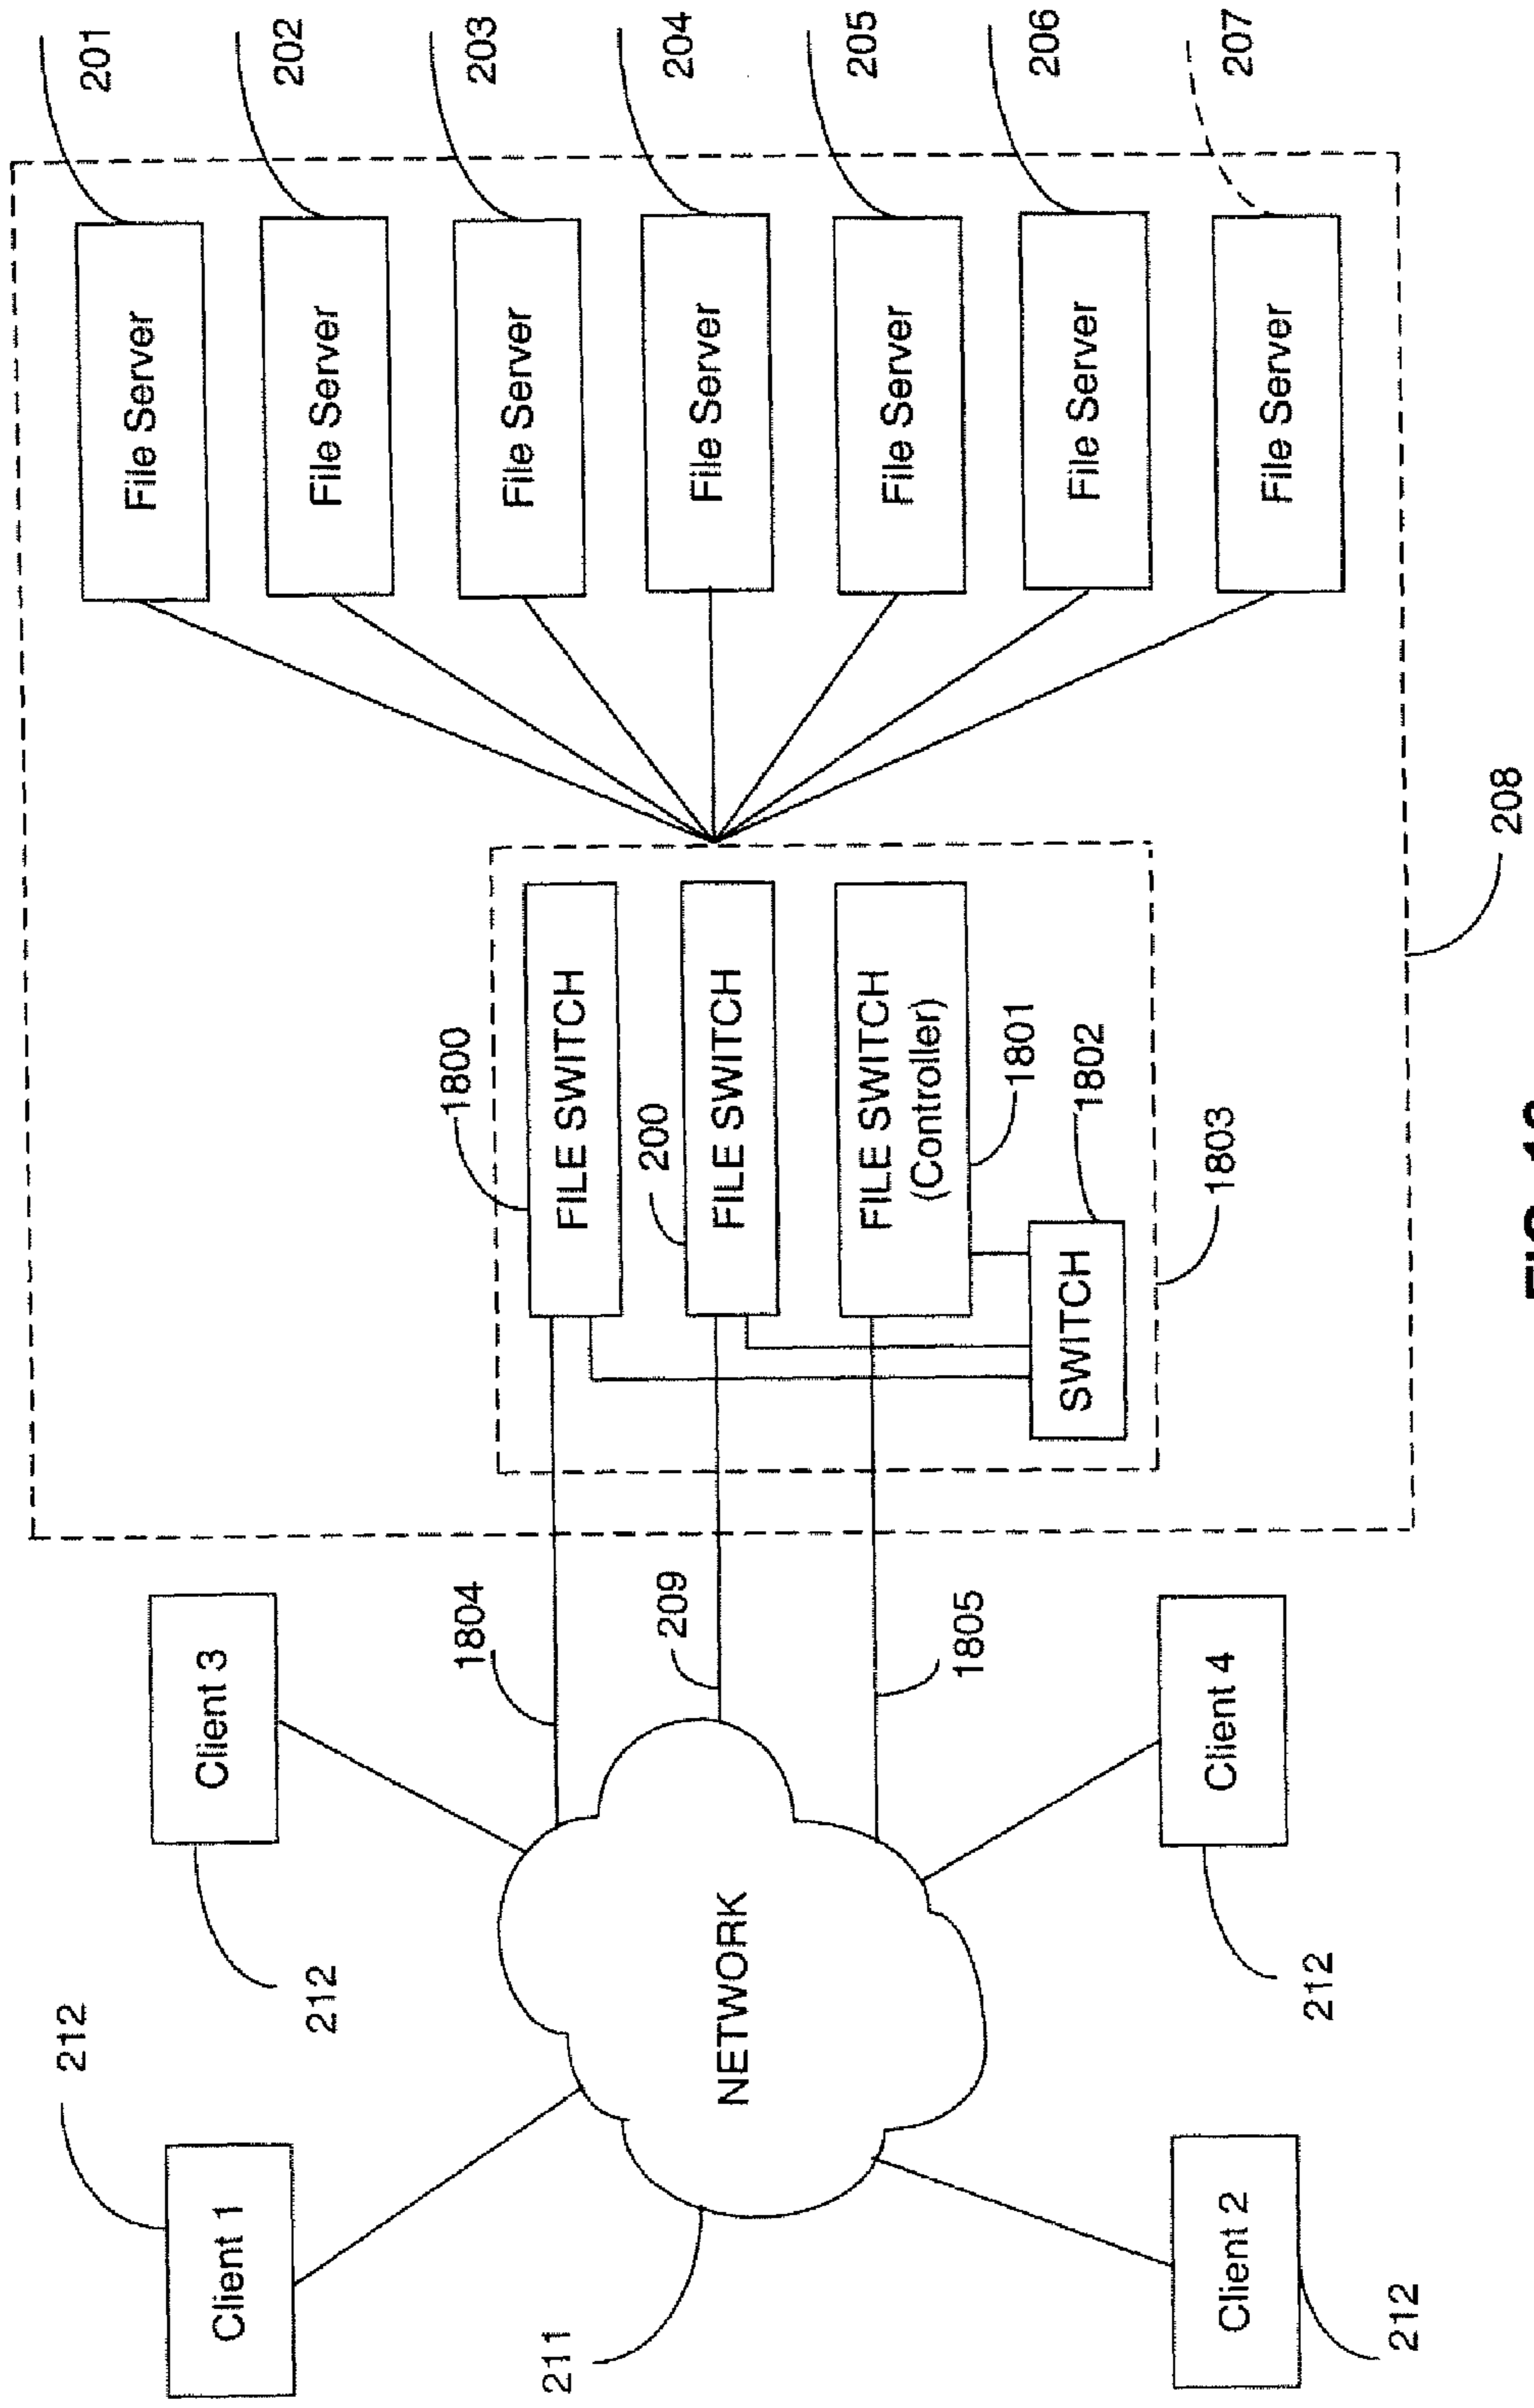 212
Client 1
212
Client 3
212
Client 2
212
Client 4
211
NETWORK
1804
209
1805
1800
FILE SWITCH
200
FILE SWITCH
FILE SWITCH
(Controller)
1801
SWITCH
1802
1803
File Server
201
File Server
202
File Server
203
File Server
204
File Server
205
File Server
206
File Server
207
208
FIG.